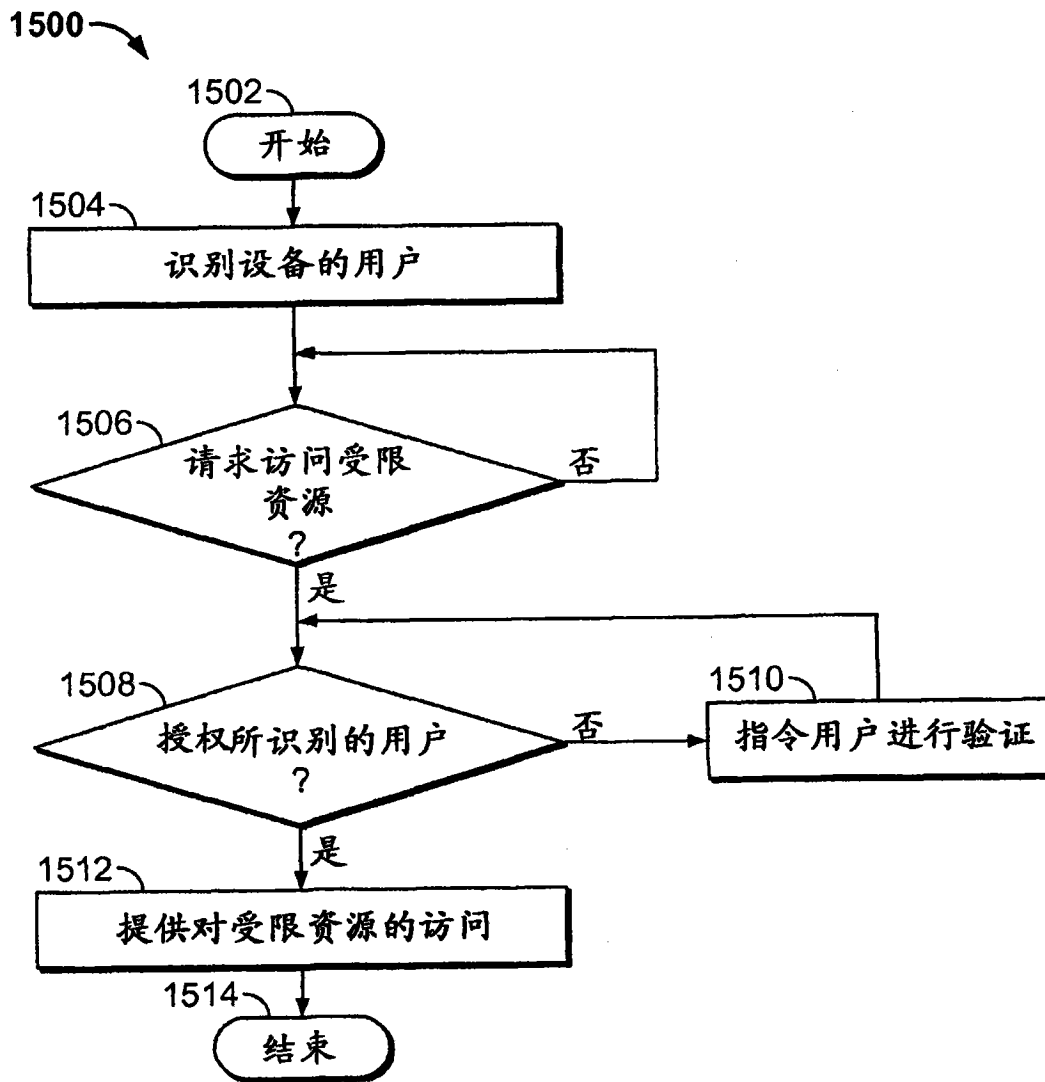 1500
1502
开始
1504
识别设备的用户
1506
请求访问受限
资源
?
否
是
1508
授权所识别的用户
?
否
1510
指令用户进行验证
是
1512
提供对受限资源的访问
1514
结束